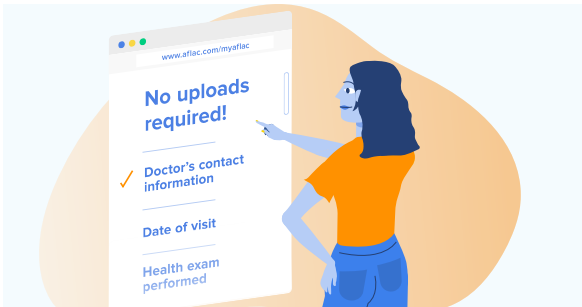 www.aflac.com/myaflac
No uploads
required!
Doctor's contact
information
Date of visit
Health exam
performed